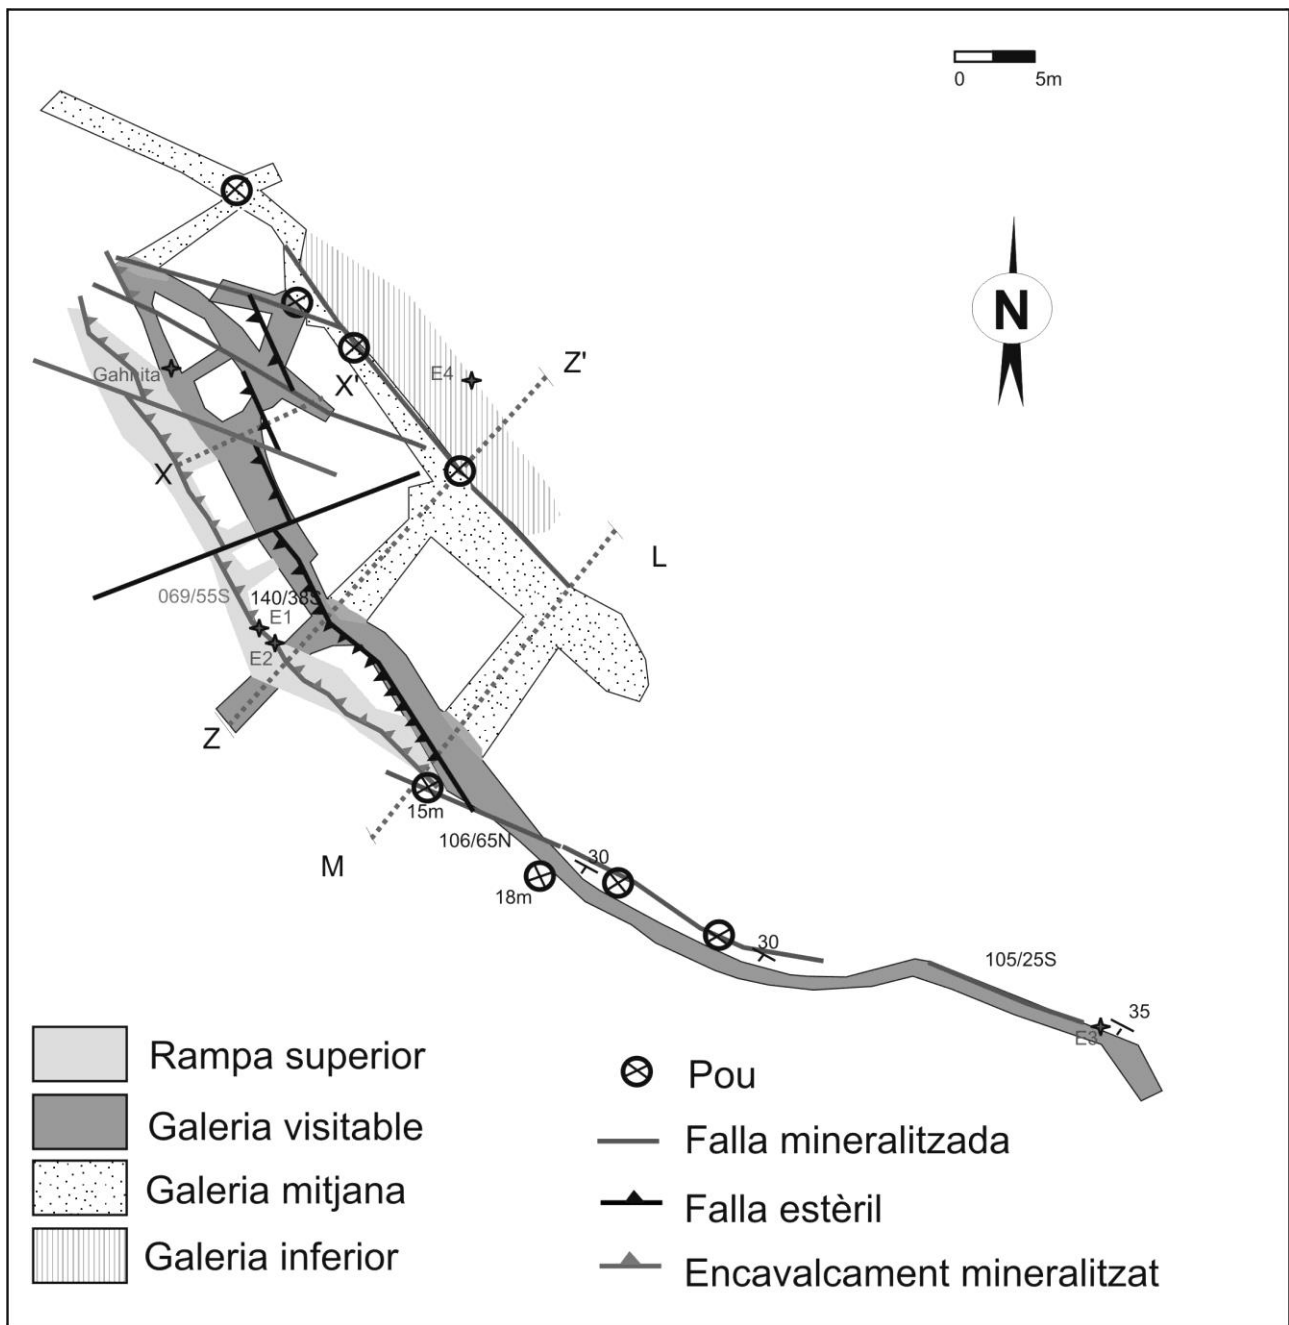 0 5m
N
Z'
E4
X'
Gahnita
X
L
069/55S 140/38S
E1
E2
Z
15m
106/65N
M
30
18m
30
105/25S
35
E3
Rampa superior
Galeria visitable
Galeria mitjana
Galeria inferior
Pou
Falla mineralitzada
Falla estèril
Encavalcament mineralitzat